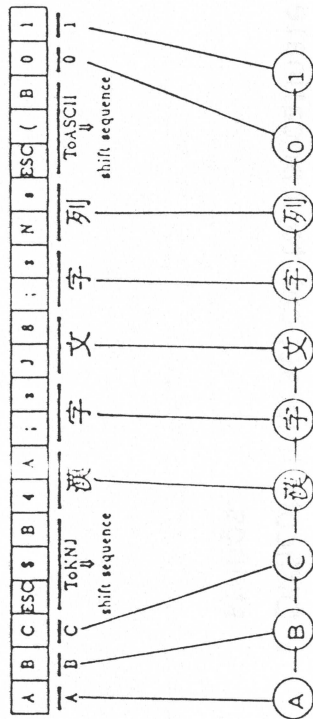 A B C ESC $ B 4 A ; z J 8 ; z N s ESC ( B 0 1
A B C ToKNJ 漢 字 文 字 列 ToASCII 0 1
⇓ ⇓
shift sequence shift sequence
A B C 漢 字 文 字 列 0 1